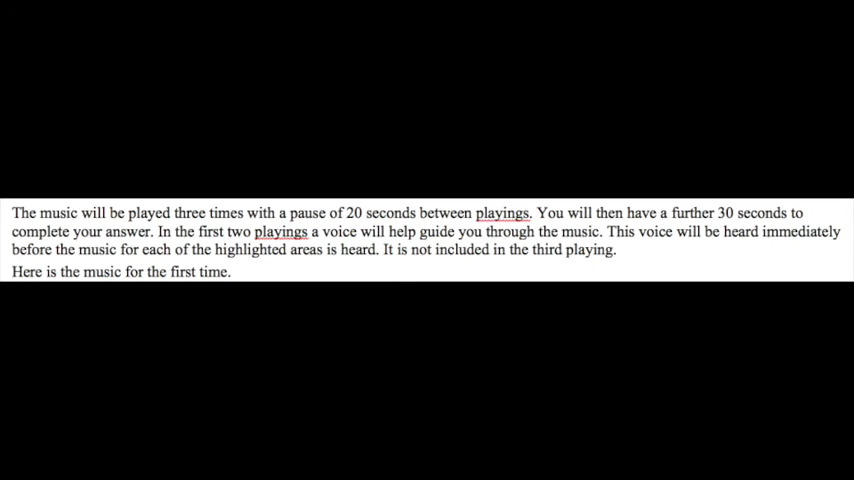 The music will be played three times with a pause of 20 seconds between playings. You will then have a further 30 seconds to
complete your answer. In the first two playings a voice will help guide you through the music. This voice will be heard immediately
before the music for each of the highlighted areas is heard. It is not included in the third playing.
Here is the music for the first time.